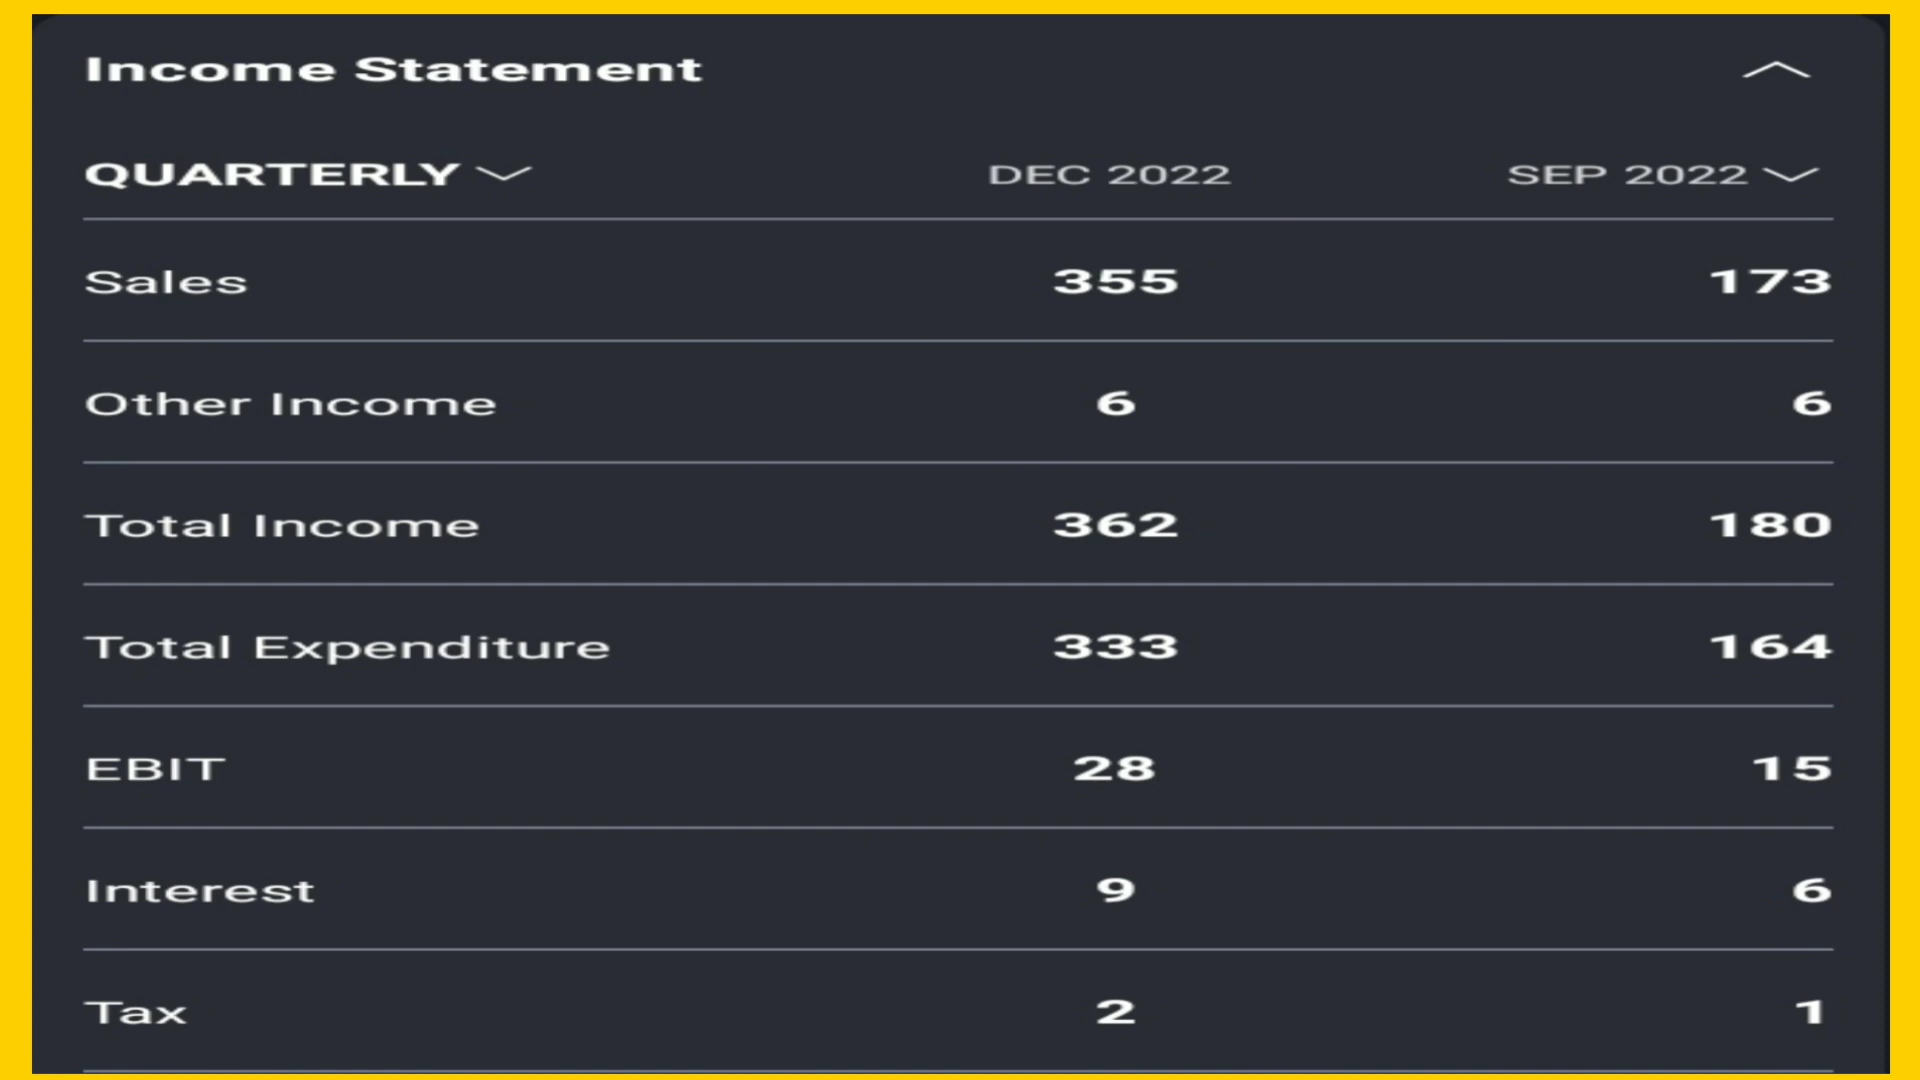 Income Statement
QUARTERLY DEC 2022 SEP 2022
Sales 355 173
Other Income 6 6
Total Income 362 180
Total Expenditure 333 164
EBIT 28 15
Interest 9 6
Tax 2 1